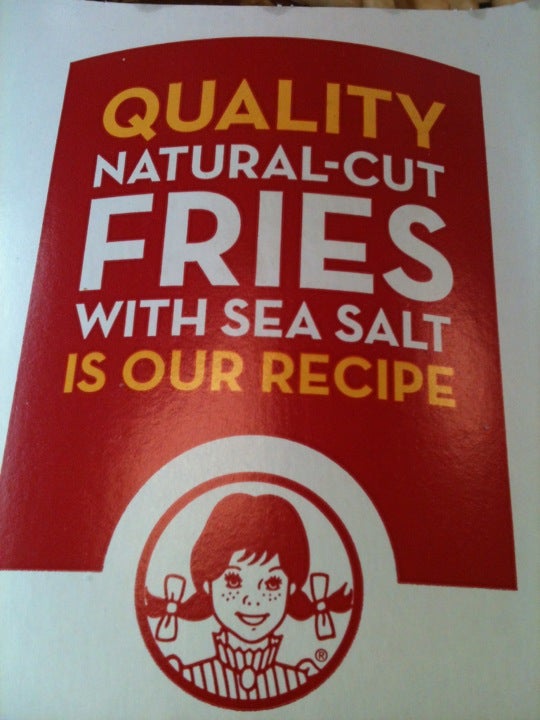 QUALITY
NATURAL-CUT
FRIES
WITH SEA SALT
IS OUR RECIPE
®